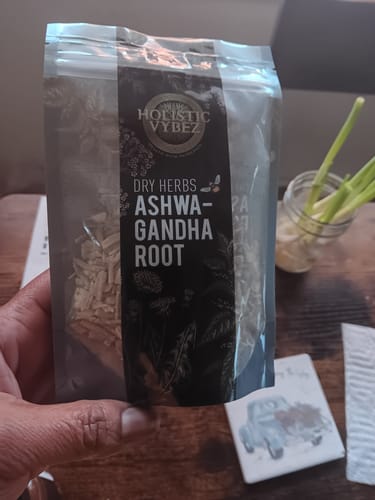 HOLISTIC
VYBEZ
DRY HERBS
ASHWA-
GANDHA
ROOT